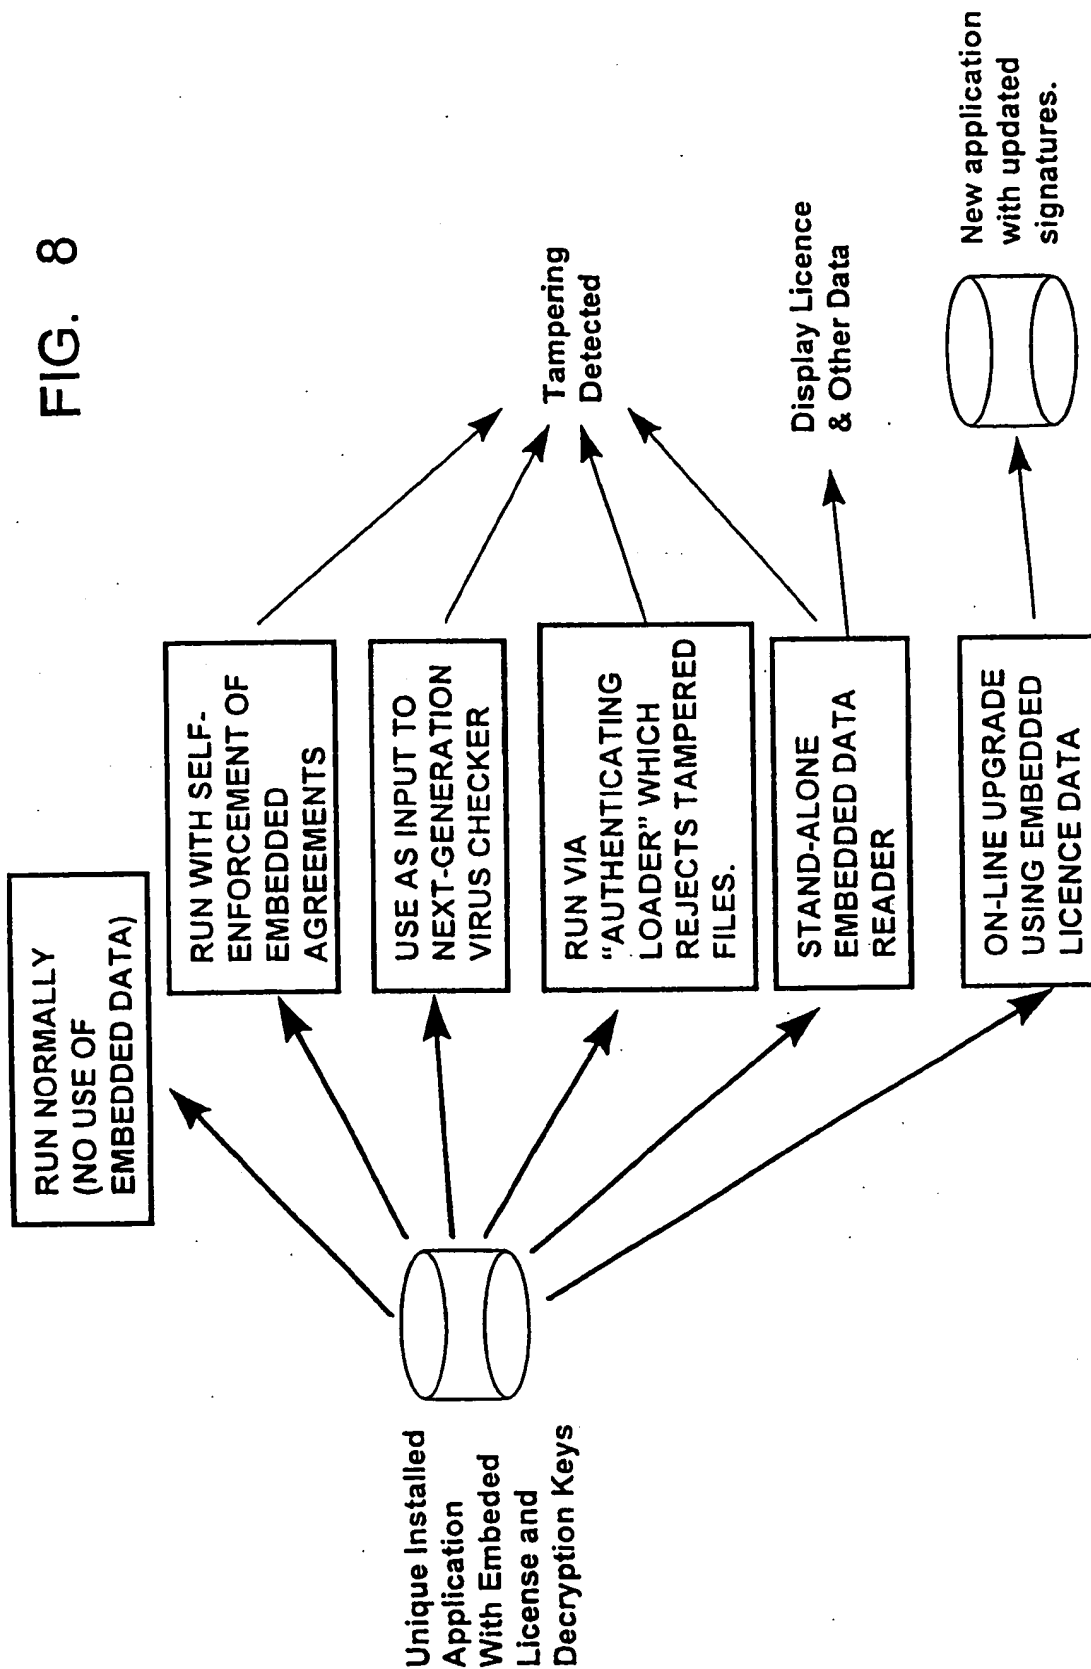 FIG. 8
RUN NORMALLY
(NO USE OF
EMBEDDED DATA)
RUN WITH SELF-
ENFORCEMENT OF
EMBEDDED
AGREEMENTS
USE AS INPUT TO
NEXT-GENERATION
VIRUS CHECKER
RUN VIA
“AUTHENTICATING
LOADER” WHICH
REJECTS TAMPERED
FILES.
STAND-ALONE
EMBEDDED DATA
READER
ON-LINE UPGRADE
USING EMBEDDED
LICENCE DATA
Unique Installed
Application
With Embeded
License and
Decryption Keys
Tampering
Detected
Display Licence
& Other Data
New application
with updated
signatures.